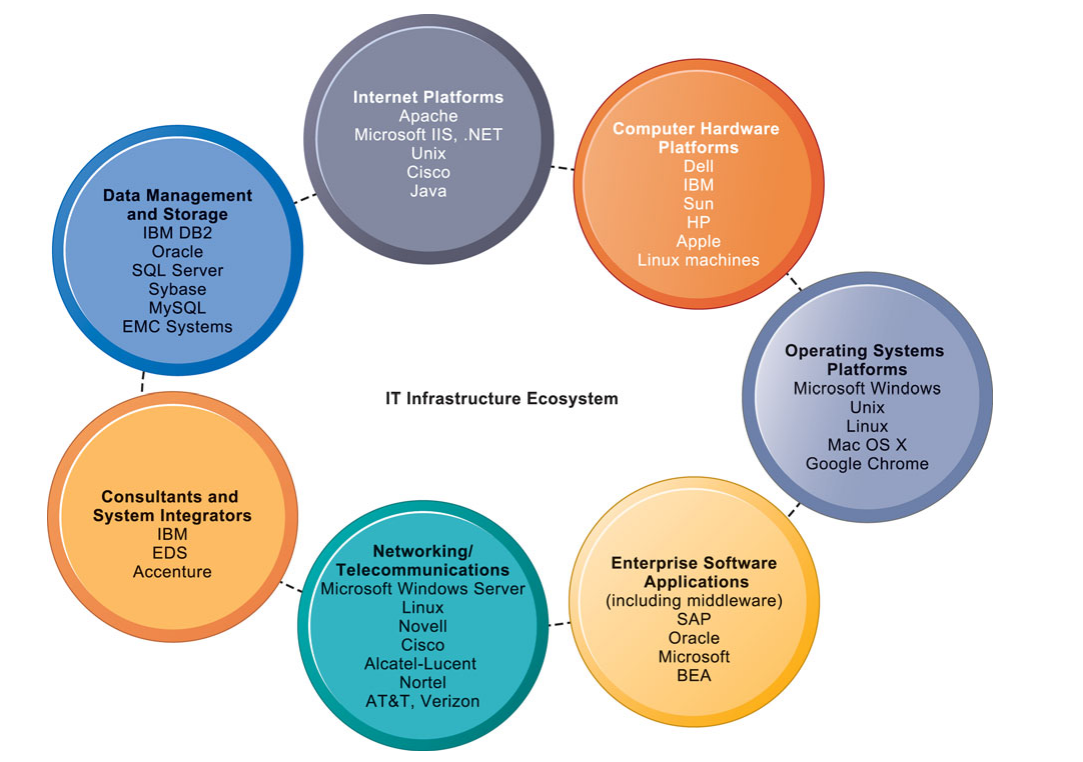 Internet Platforms
Apache
Microsoft IIS, .NET
Unix
Cisco
Java
Computer Hardware
Platforms
Dell
IBM
Sun
HP
Apple
Linux machines
Data Management
and Storage
IBM DB2
Oracle
SQL Server
Sybase
MySQL
EMC Systems
Operating Systems
Platforms
Microsoft Windows
Unix
Linux
Mac OS X
Google Chrome
IT Infrastructure Ecosystem
Consultants and
System Integrators
IBM
EDS
Accenture
Networking/
Telecommunications
Microsoft Windows Server
Linux
Novell
Cisco
Alcatel-Lucent
Nortel
AT&T, Verizon
Enterprise Software
Applications
(including middleware)
SAP
Oracle
Microsoft
BEA